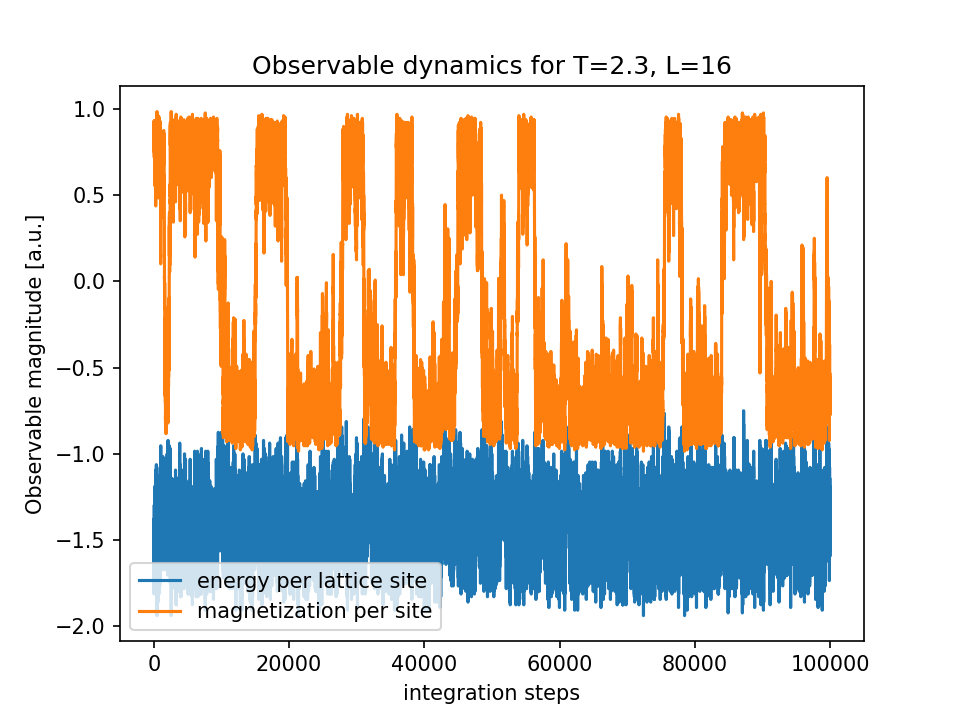 Observable dynamics for T=2.3, L=16
Observable magnitude [a.u.]
1.0
0.5
0.0
−0.5
−1.0
−1.5
−2.0
energy per lattice site
magnetization per site
0 20000 40000 60000 80000 100000
integration steps